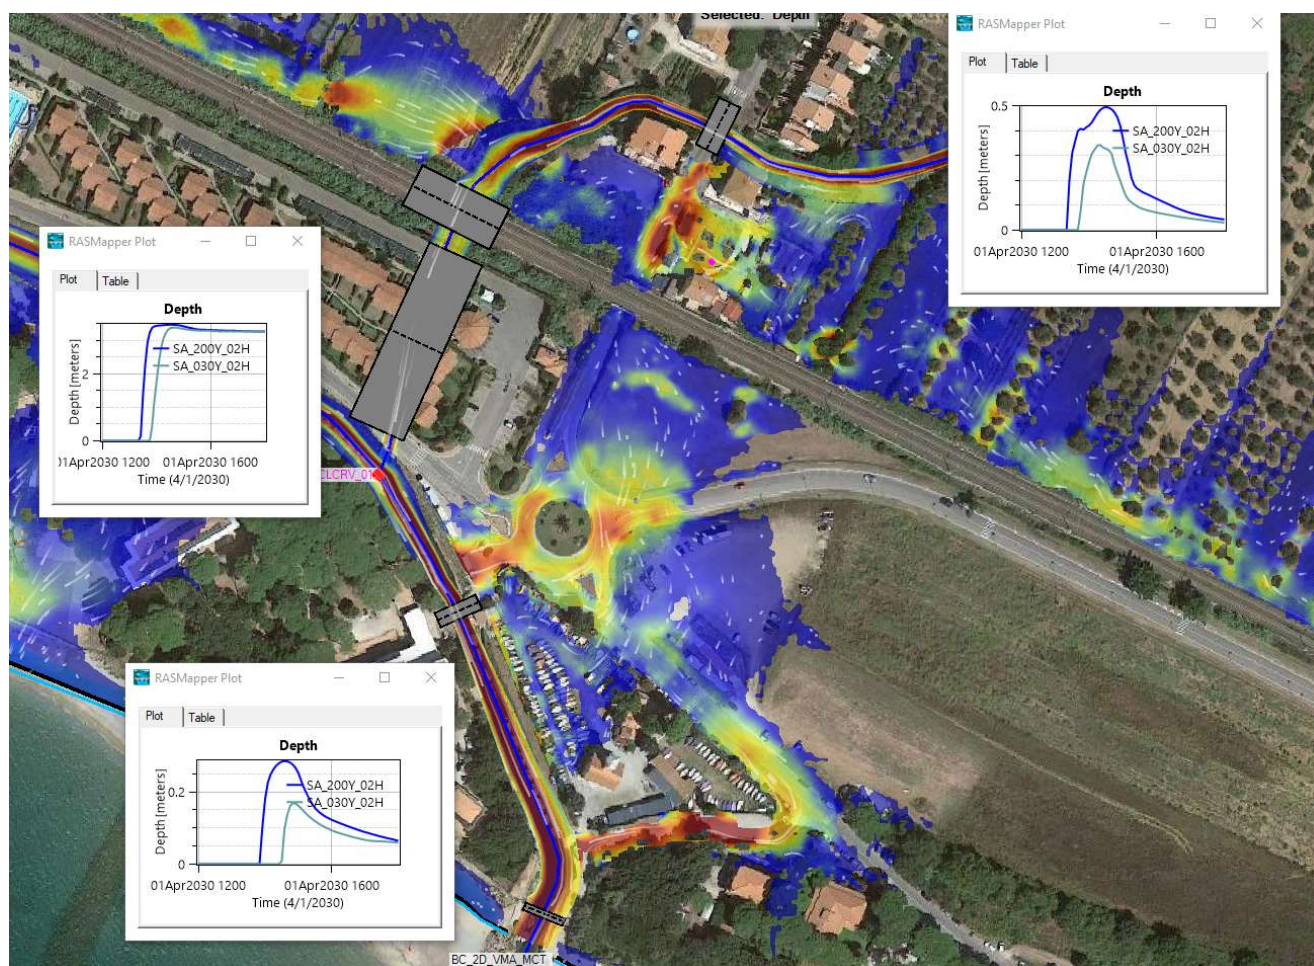 Selected: Depth
RASMapper Plot
Plot
Table
Depth
Depth[meters]
0.5
0
SA_200Y_02H
SA_030Y_02H
01Apr2030 1200
01Apr2030 1600
Time (4/1/2030)
RASMapper Plot
Plot
Table
Depth
Depth[meters]
2
0
SA_200Y_02H
SA_030Y_02H
01Apr2030 1200
01Apr2030 1600
Time (4/1/2030)
RASMapper Plot
Plot
Table
Depth
Depth[meters]
0.2
0
SA_200Y_02H
SA_030Y_02H
01Apr2030 1200
01Apr2030 1600
Time (4/1/2030)
BC_2D_VMA_MCT